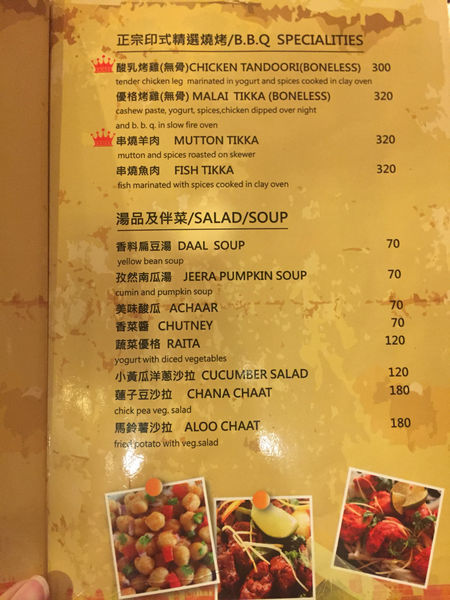 正宗印式精選燒烤/B.B.Q SPECIALITIES
酸乳烤雞(無骨)CHICKEN TANDOORI(BONELESS) 300
tender chicken leg marinated in yogurt and spices cooked in clay oven
優格烤雞(無骨) MALAI TIKKA (BONELESS) 320
cashew paste, yogurt, spices,chicken dipped over night
and b. b. q. in slow fire oven
串燒羊肉 MUTTON TIKKA 320
mutton and spices roasted on skewer
串燒魚肉 FISH TIKKA 320
fish marinated with spices cooked in clay oven
湯品及伴菜/SALAD/SOUP
香料扁豆湯 DAAL SOUP 70
yellow bean soup
孜然南瓜湯 JEERA PUMPKIN SOUP 70
cumin and pumpkin soup
美味酸瓜 ACHAAR 70
香菜醬 CHUTNEY 70
蔬菜優格 RAITA 120
yogurt with diced vegetables
小黃瓜洋蔥沙拉 CUCUMBER SALAD 120
蓮子豆沙拉 CHANA CHAAT 180
chick pea veg. salad
馬鈴薯沙拉 ALOO CHAAT 180
fried potato with veg.salad